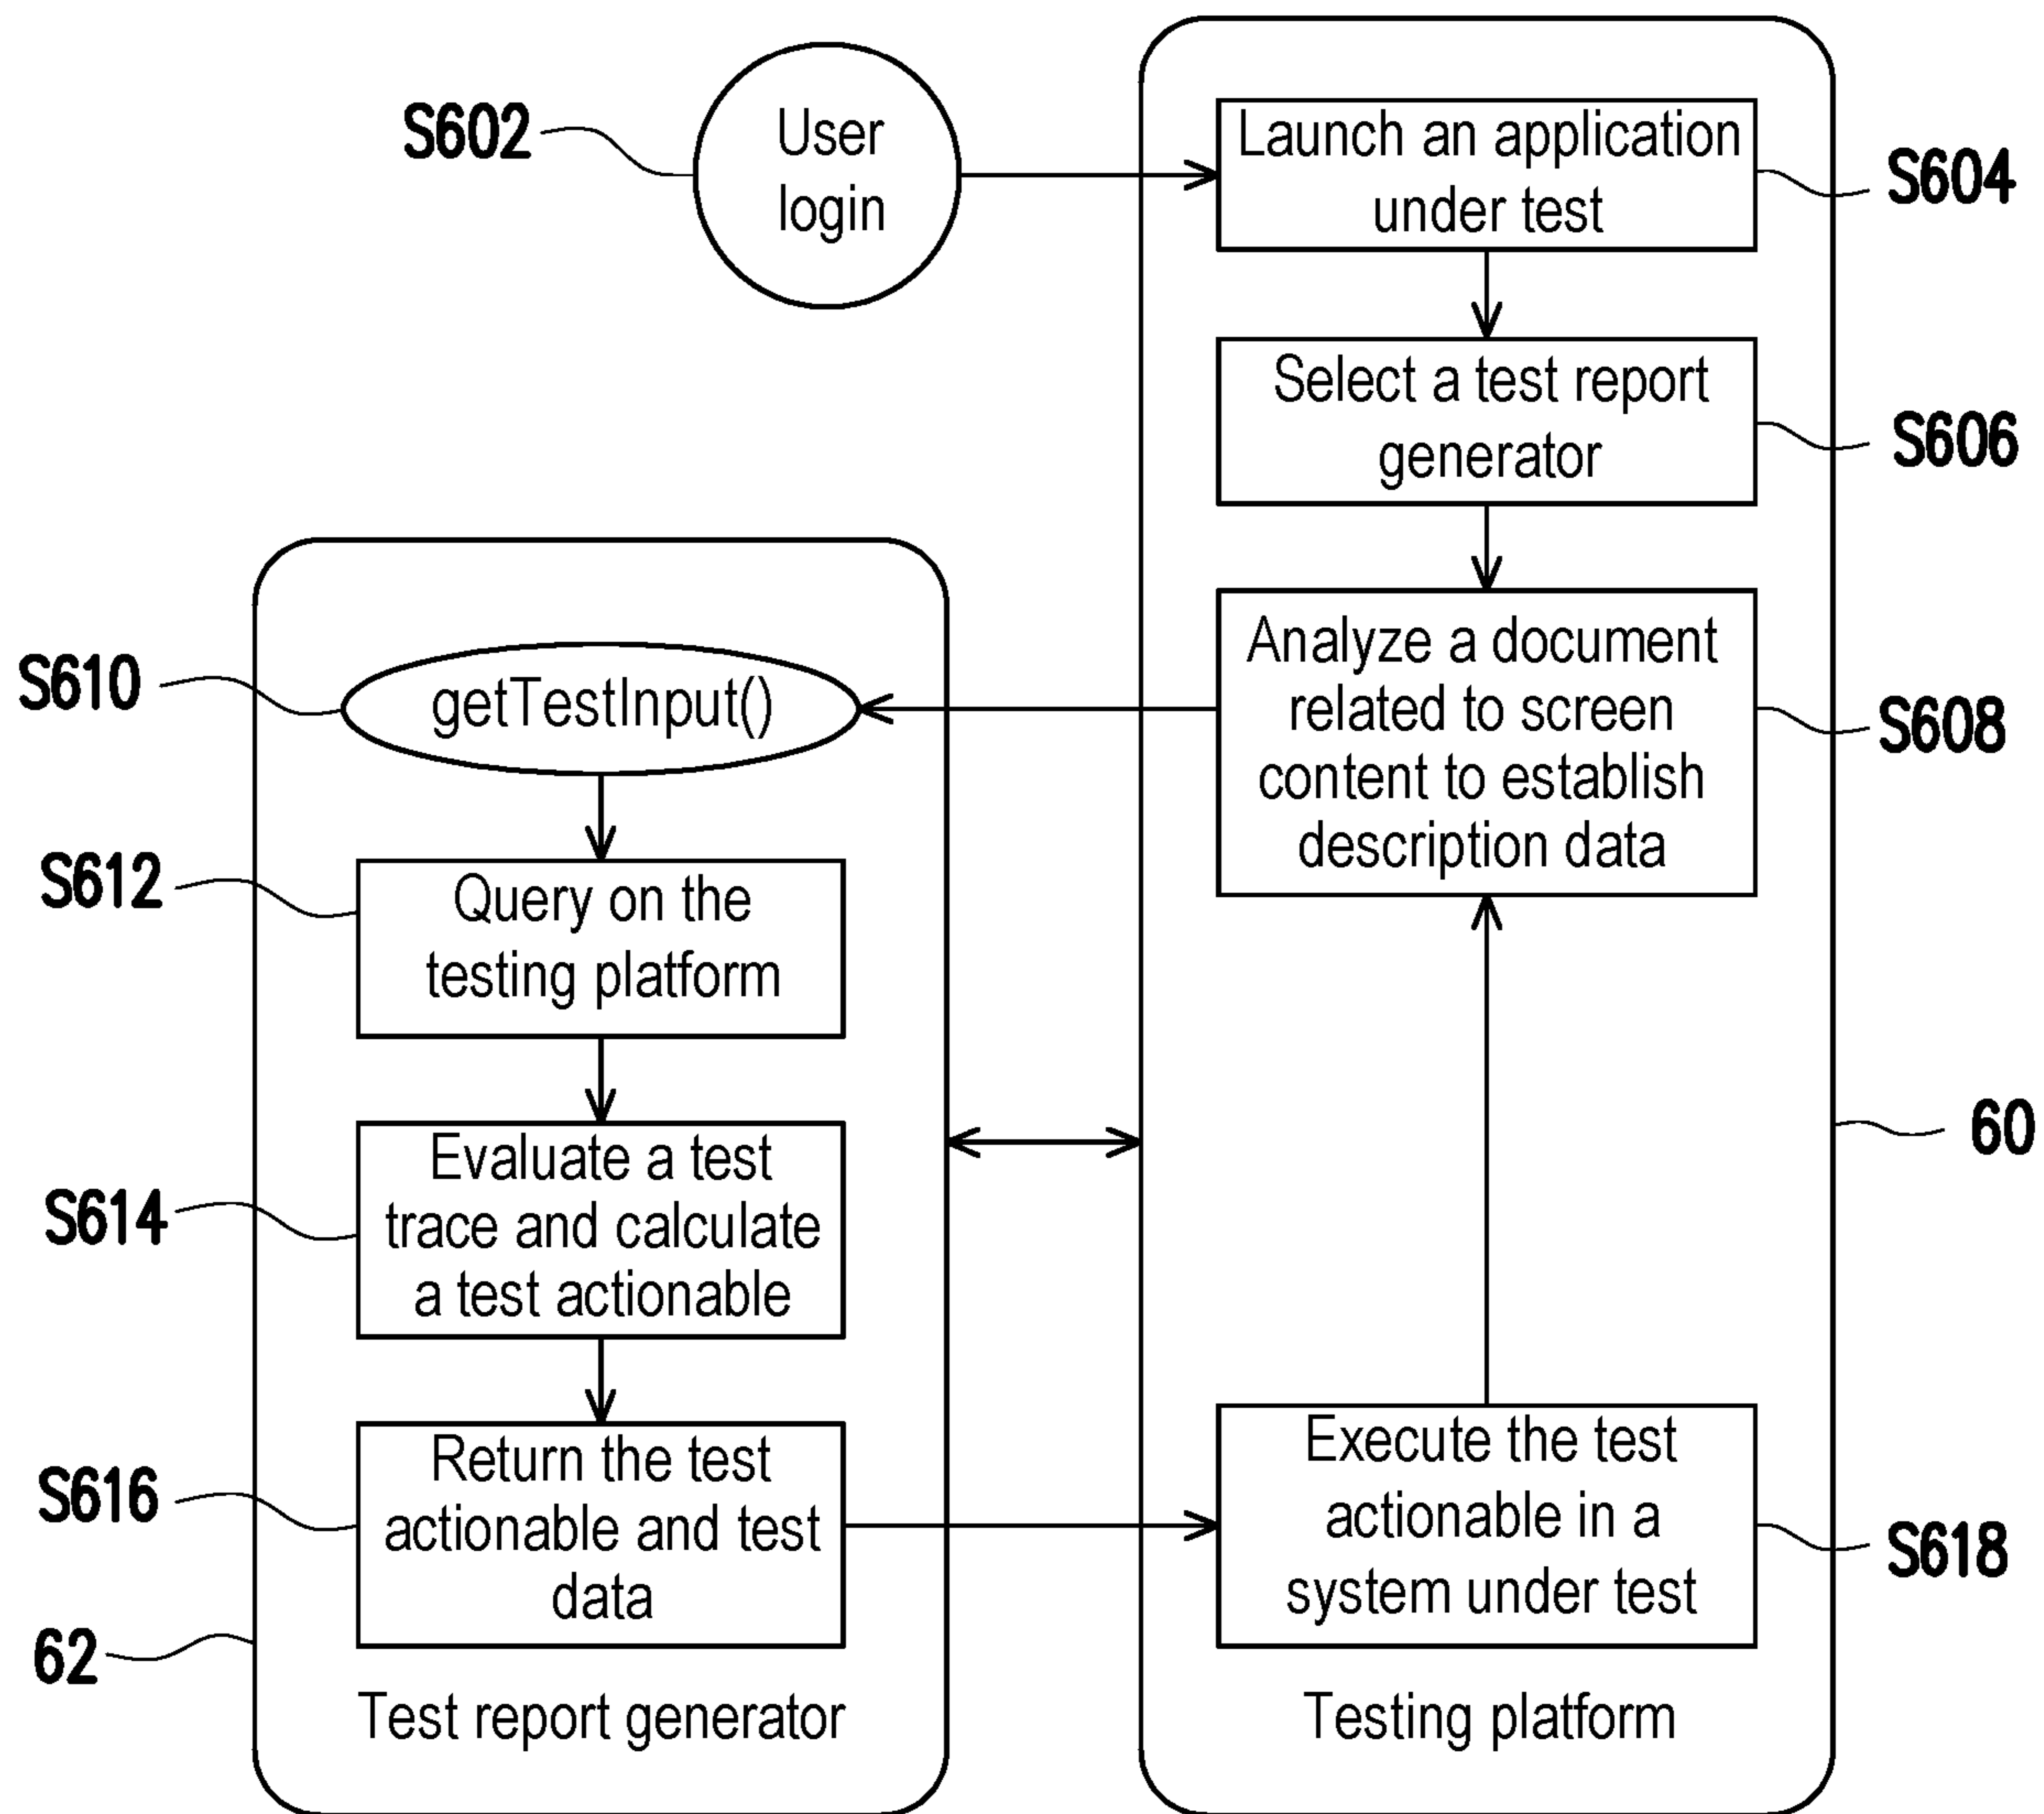 S602
User
login
Launch an application
under test
S604
Select a test report
generator
S606
Analyze a document
related to screen
content to establish
description data
S608
S610
getTestInput()
S612
Query on the
testing platform
S614
Evaluate a test
trace and calculate
a test actionable
60
S616
Return the test
actionable and test
data
Execute the test
actionable in a
system under test
S618
62
Test report generator
Testing platform